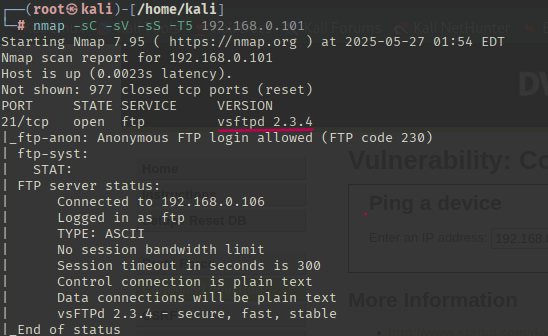 ┌──(root㉿kali)-[/home/kali]
└─# nmap -sC -sV -sS -T5 192.168.0.101
Starting Nmap 7.95 ( https://nmap.org ) at 2025-05-27 01:54 EDT
Nmap scan report for 192.168.0.101
Host is up (0.0023s latency).
Not shown: 977 closed tcp ports (reset)
PORT     STATE SERVICE     VERSION
21/tcp   open  ftp         vsftpd 2.3.4
|_ftp-anon: Anonymous FTP login allowed (FTP code 230)
| ftp-syst:
|   STAT:
| FTP server status:
|      Connected to 192.168.0.106
|      Logged in as ftp
|      TYPE: ASCII
|      No session bandwidth limit
|      Session timeout in seconds is 300
|      Control connection is plain text
|      Data connections will be plain text
|      vsFTPd 2.3.4 - secure, fast, stable
|_End of status
Kali Forums
Kali NetHunter
Home
Reset DB
Vulnerability: Co
Ping a device
Enter an IP address: 192.168
More Information